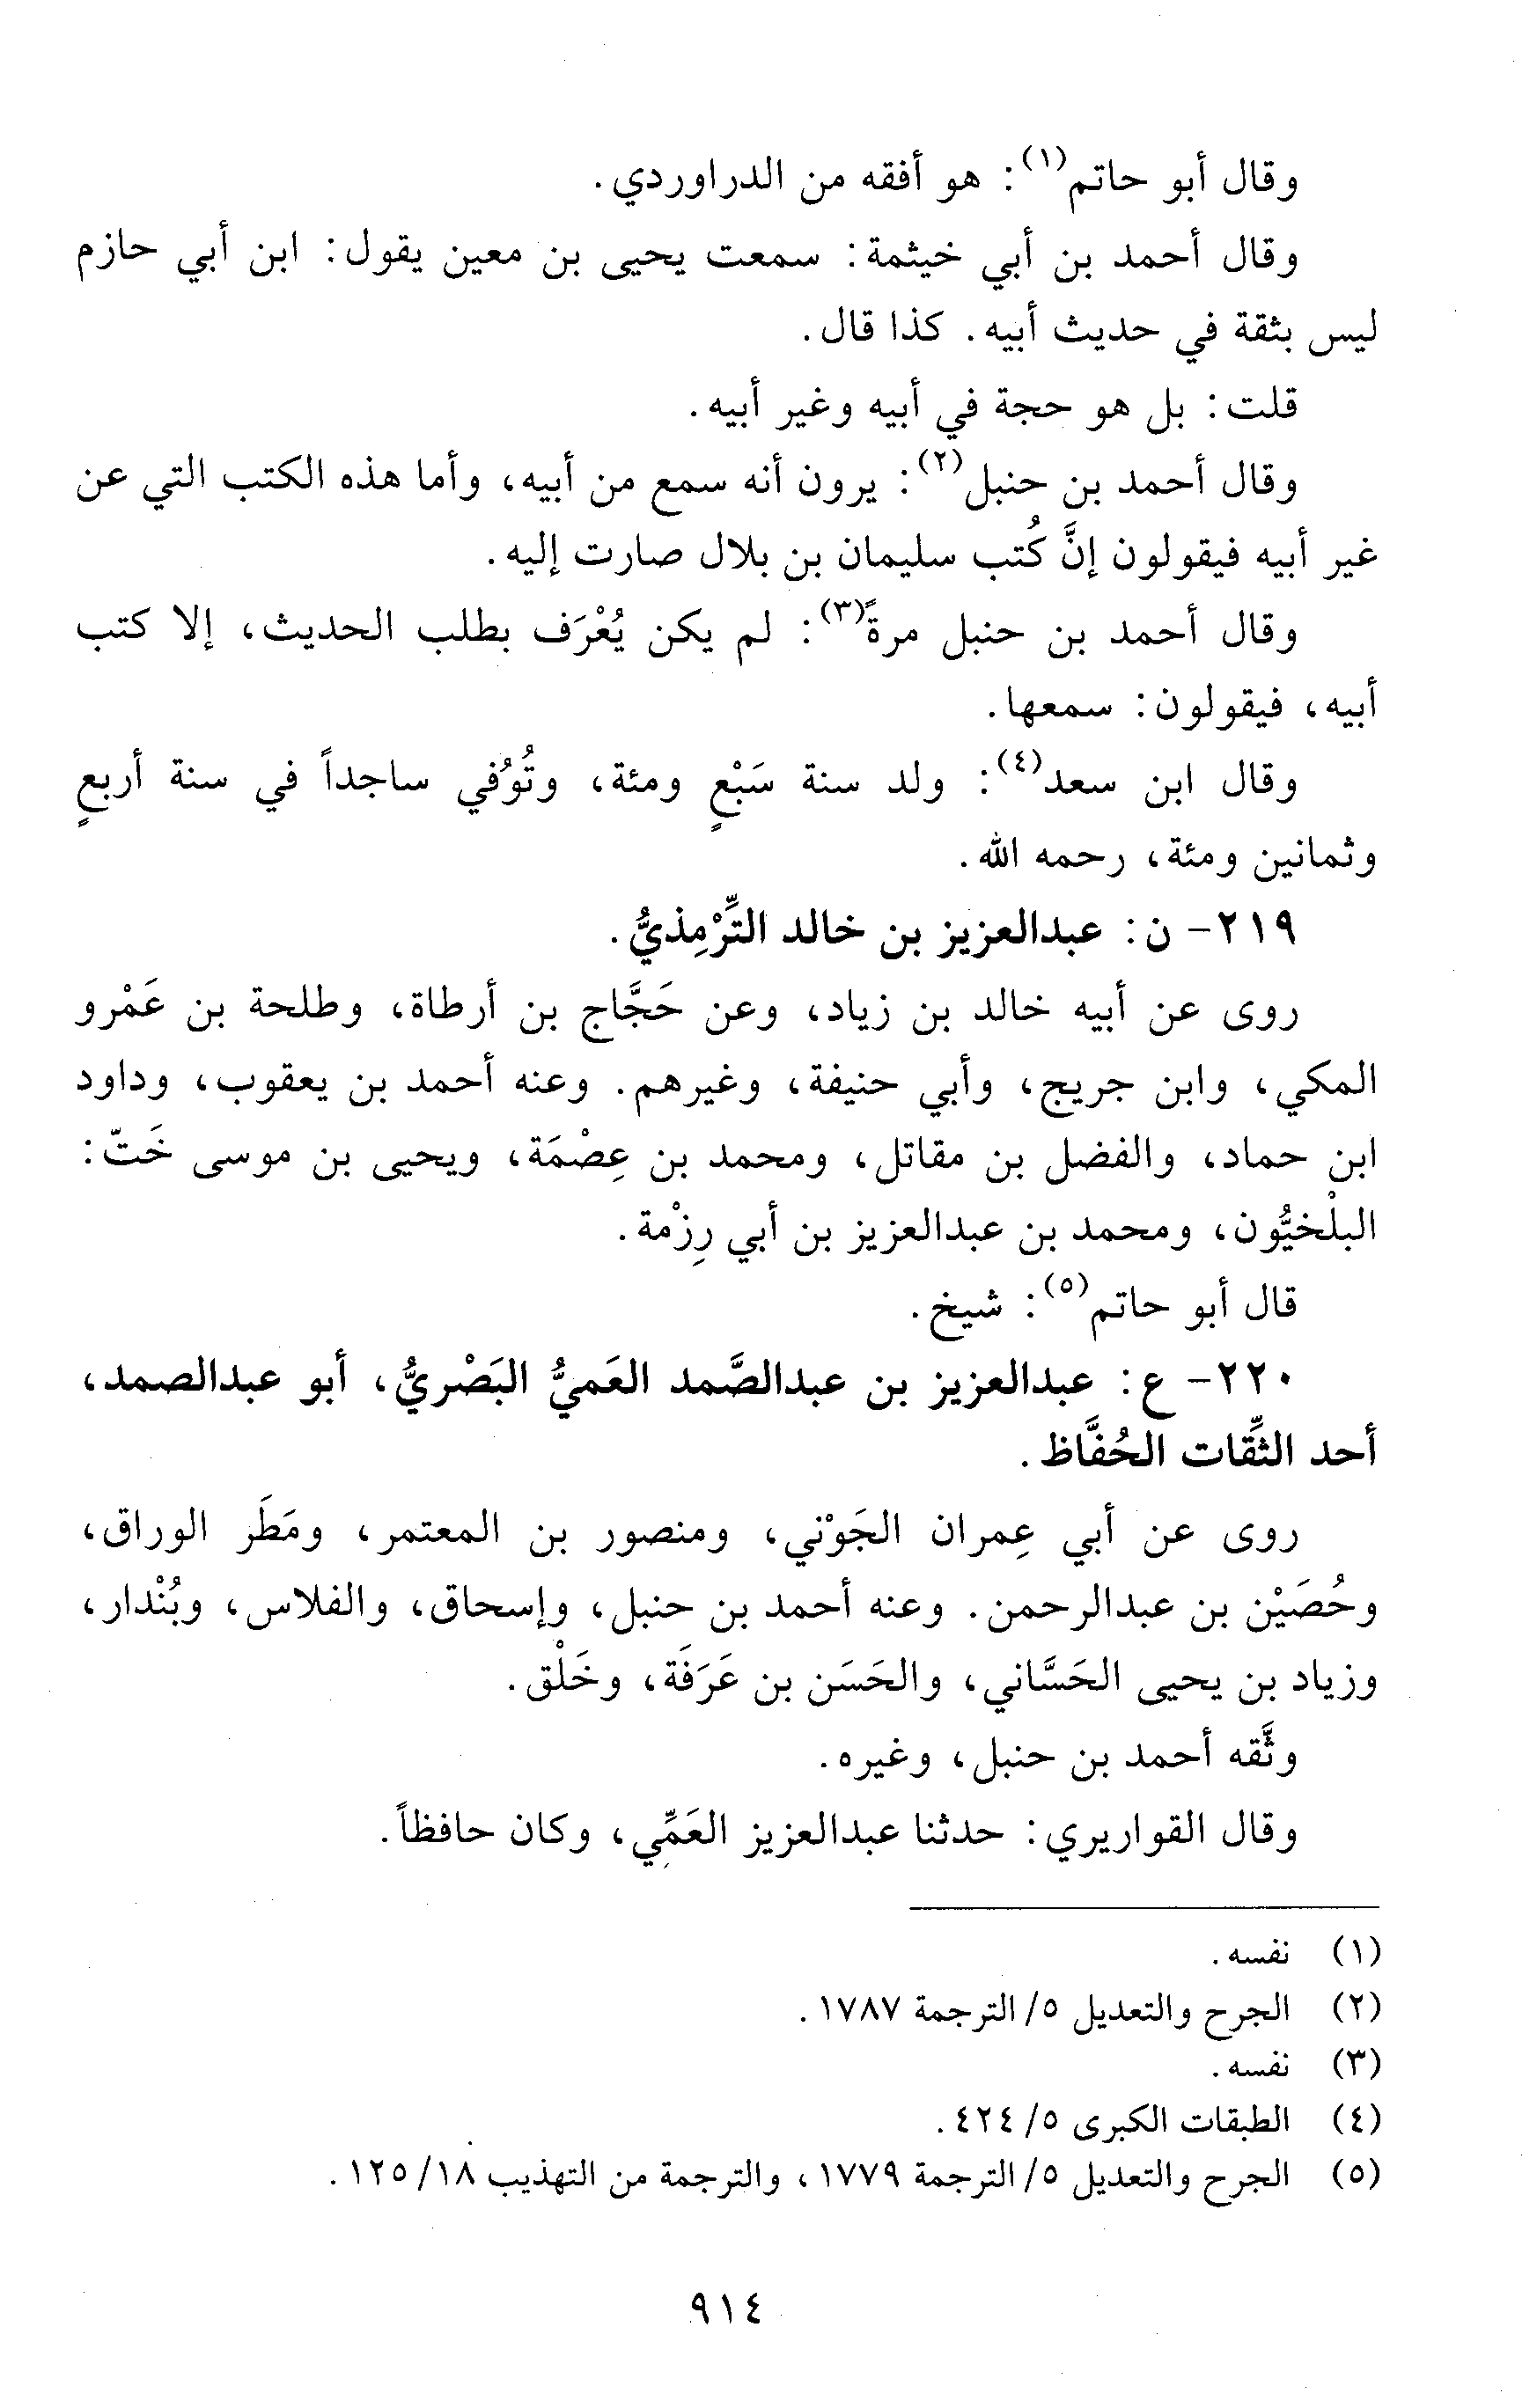 وقال أبو حاتم(١): هو أفقه من الدراوردي.
وقال أحمد بن أبي خيثمة: سمعت يحيى بن معين يقول: ابن أبي حازم
ليس بثقة في حديث أبيه. كذا قال.
قلت: بل هو حجة في أبيه وغير أبيه.
وقال أحمد بن حنبل(٢): يرون أنه سمع من أبيه، وأما هذه الكتب التي عن
غير أبيه فيقولون إنَّ كُتب سليمان بن بلال صارت إليه.
وقال أحمد بن حنبل مرةً(٣): لم يكن يُعْرَف بطلب الحديث، إلا كتب
أبيه، فيقولون: سمعها.
وقال ابن سعد(٤): ولد سنة سَبْعٍ ومئة، وتُوُفي ساجداً في سنة أربعٍ
وثمانين ومئة، رحمه الله.
٢١٩- ن: عبدالعزيز بن خالد التِّرْمِذيُّ.
روى عن أبيه خالد بن زياد، وعن حَجَّاج بن أرطاة، وطلحة بن عَمْرو
المكي، وابن جريج، وأبي حنيفة، وغيرهم. وعنه أحمد بن يعقوب، وداود
ابن حماد، والفضل بن مقاتل، ومحمد بن عِصْمَة، ويحيى بن موسى خَتّ:
البلْخيُّون، ومحمد بن عبدالعزيز بن أبي رِزْمة.
قال أبو حاتم(٥): شيخ.
٢٢٠- ع: عبدالعزيز بن عبدالصَّمد العَميُّ البَصْريُّ، أبو عبدالصمد،
أحد الثِّقات الحُفَّاظ.
روى عن أبي عِمران الجَوْني، ومنصور بن المعتمر، ومَطَر الوراق،
وحُصَيْن بن عبدالرحمن. وعنه أحمد بن حنبل، وإسحاق، والفلاس، وبُنْدار،
وزياد بن يحيى الحَسَّاني، والحَسَن بن عَرَفَة، وخَلْق.
وثَّقه أحمد بن حنبل، وغيره.
وقال القواريري: حدثنا عبدالعزيز العَمِّي، وكان حافظاً.
(١) نفسه.
(٢) الجرح والتعديل ٥/ الترجمة ١٧٨٧.
(٣) نفسه.
(٤) الطبقات الكبرى ٥/ ٤٢٤.
(٥) الجرح والتعديل ٥/ الترجمة ١٧٧٩، والترجمة من التهذيب ١٨/ ١٢٥.
٩١٤